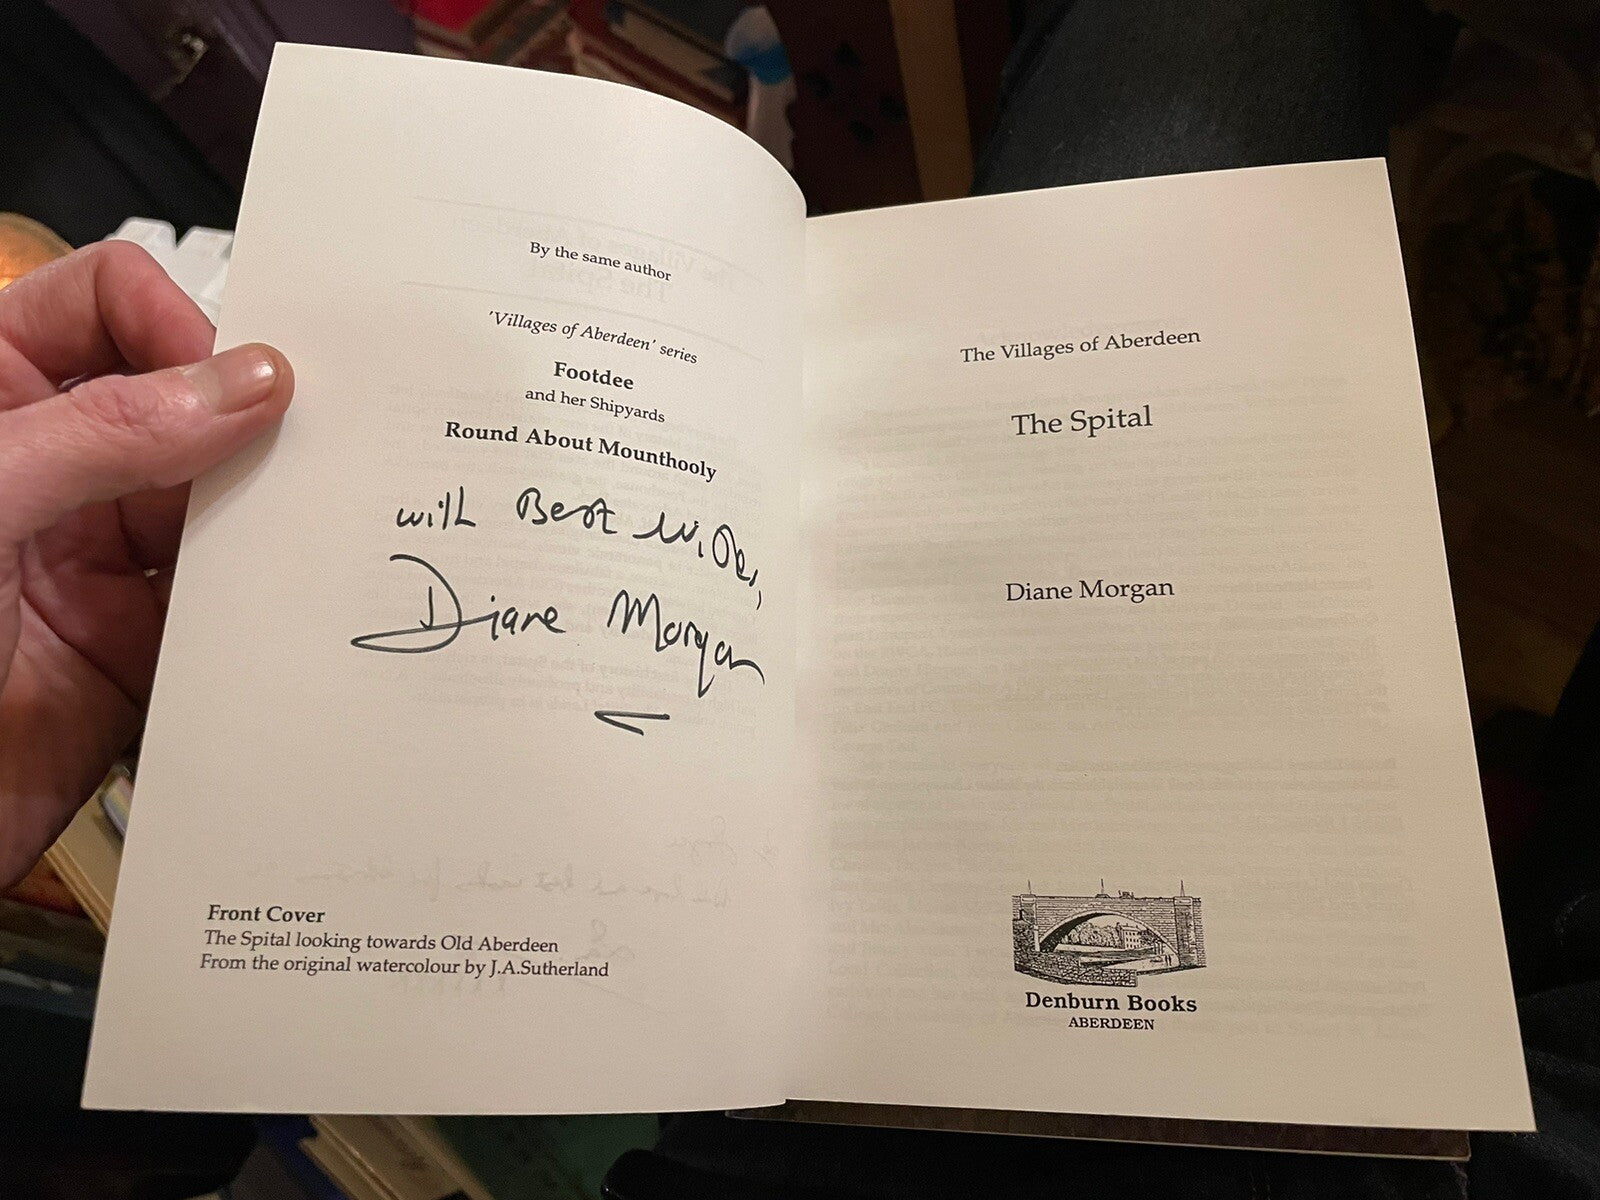 By the same author
'Villages of Aberdeen' series
Footdee
and her Shipyards
Round About Mounthooly
with Best Wishes,
Diane Morgan
Front Cover
The Spital looking towards Old Aberdeen
From the original watercolour by J.A.Sutherland
The Villages of Aberdeen
The Spital
Diane Morgan
Denburn Books
ABERDEEN